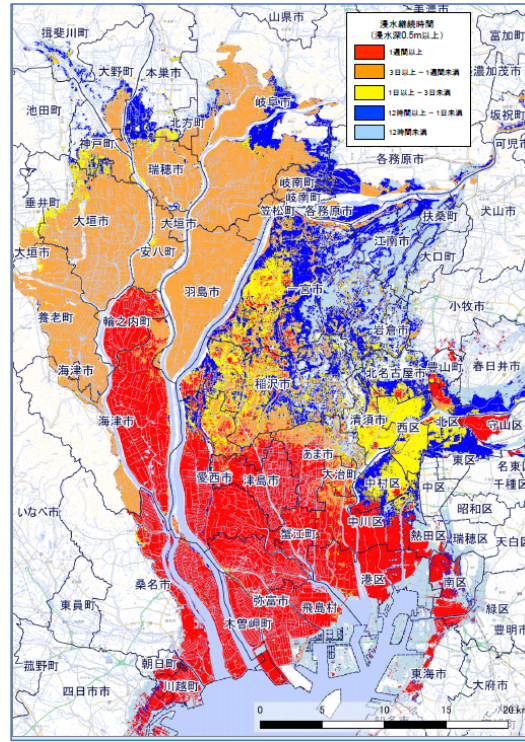 浸水継続時間
（浸水深0.5m以上）
1週間以上
3日以上－1週間未満
1日以上－3日未満
12時間以上－1日未満
12時間未満
揖斐川町
山県市
富加町
大野町
本巣市
美濃加茂市
岐阜市
坂祝町
池田町
北方町
可児市
神戸町
各務原市
瑞穂市
岐南町
岐南町
垂井町
笠松町
各務原市
扶桑町
大垣市
大垣市
犬山市
江南市
安八町
大口町
大垣市
羽島市
一宮市
小牧市
養老町
輪之内町
岩倉市
海津市
北名古屋市
豊山町
春日井市
稲沢市
清須市
北区
守山区
海津市
西区
あま市
東区
名東区
愛西市
津島市
大治町
中村区
中区
千種区
いなべ市
昭和区
中川区
蟹江町
熱田区
瑞穂区
天白区
桑名市
港区
南区
弥富市
飛島村
緑区
東員町
木曽岬町
豊明市
朝日町
菰野町
東海市
川越町
大府市
四日市市
0 5 10 15 20 km